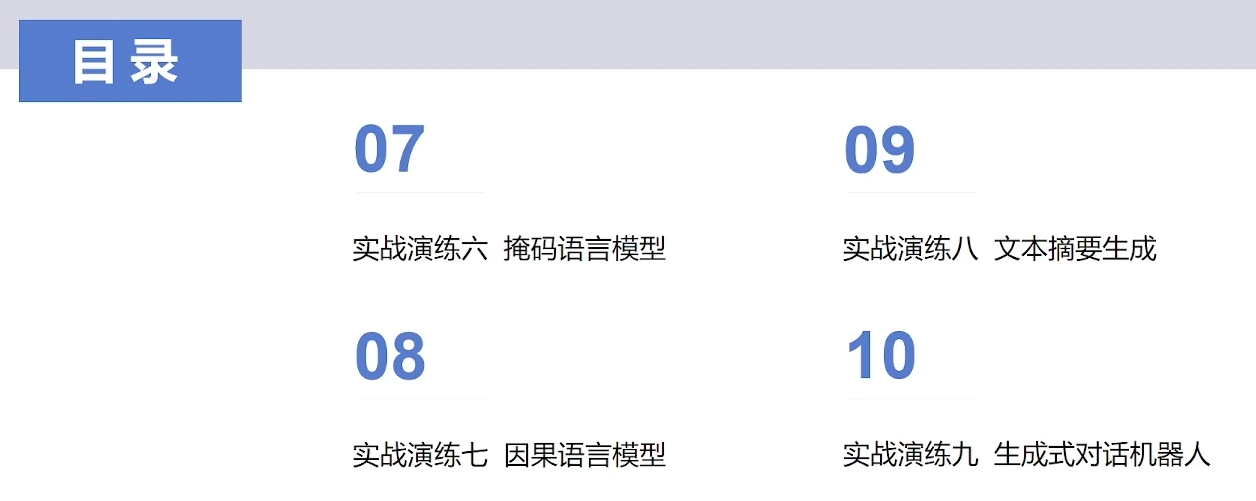 目录
07
实战演练六 掩码语言模型
08
实战演练七 因果语言模型
09
实战演练八 文本摘要生成
10
实战演练九 生成式对话机器人